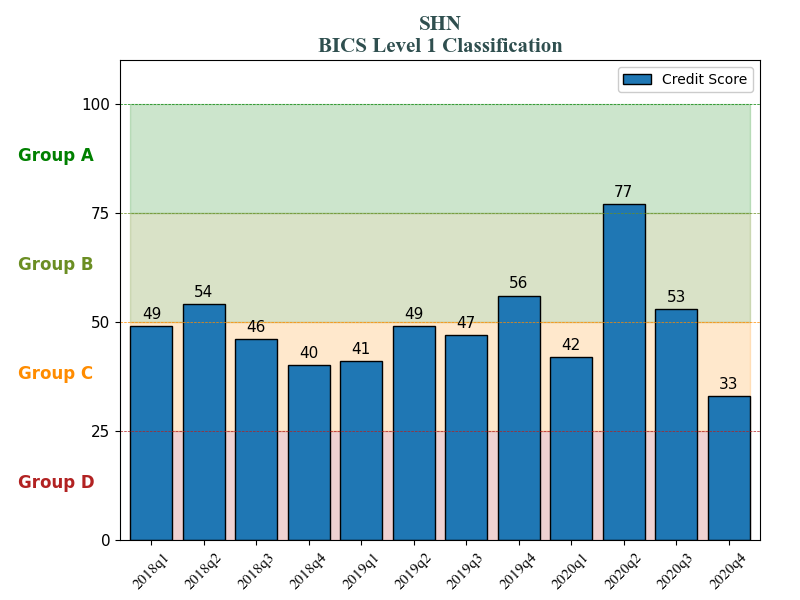 SHN
BICS Level 1 Classification
Credit Score
100
Group A
77
75
Group B
49
54
46
40
41
49
47
56
42
53
33
50
Group C
25
Group D
0
2018q1
2018q2
2018q3
2018q4
2019q1
2019q2
2019q3
2019q4
2020q1
2020q2
2020q3
2020q4